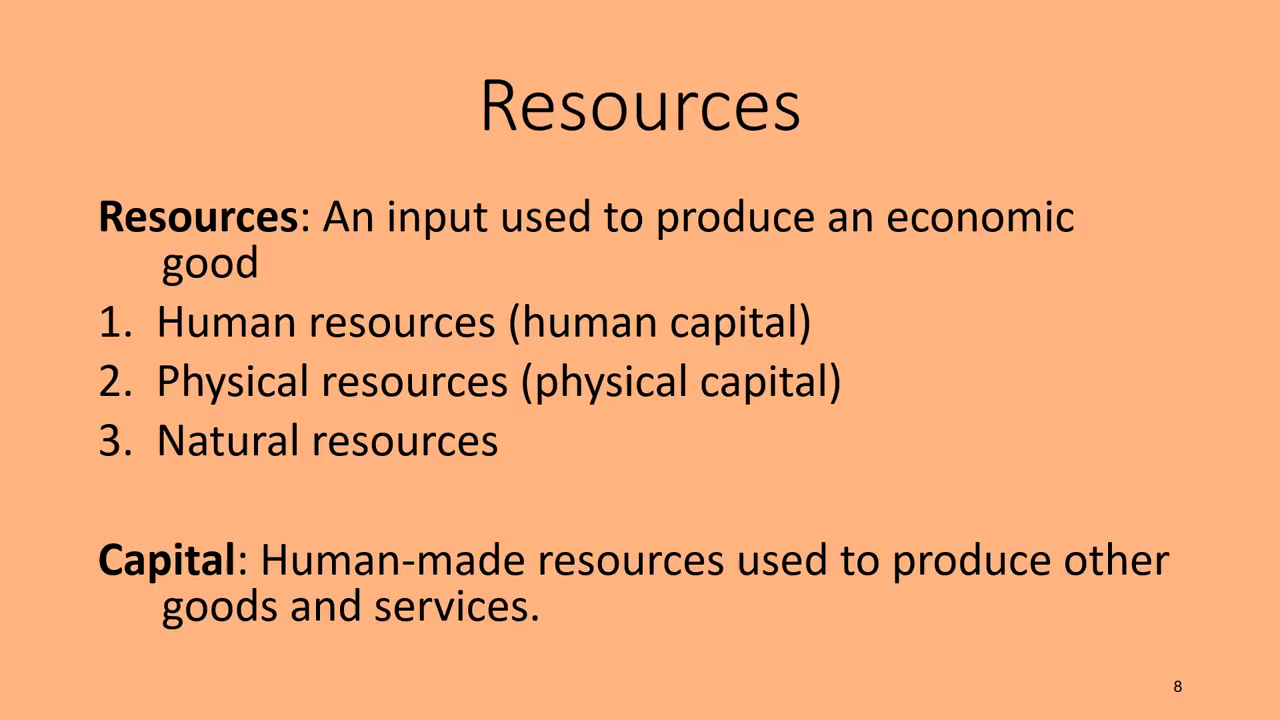 Resources
Resources: An input used to produce an economic
good
1. Human resources (human capital)
2. Physical resources (physical capital)
3. Natural resources
Capital: Human-made resources used to produce other
goods and services.
8